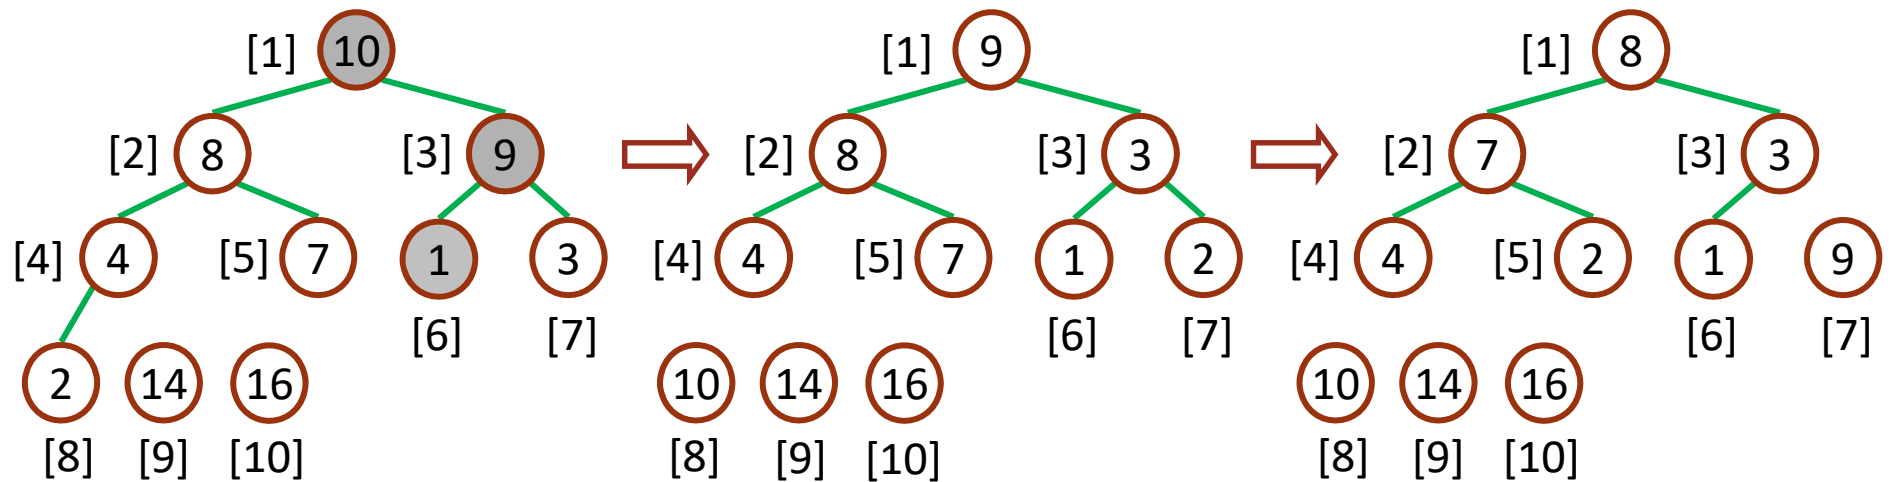 [1] 10 [1] 9 [1] 8
[2] 8 [3] 9 [2] 8 [3] 3 [2] 7 [3] 3
[4] 4 [5] 7 1 3 [4] 4 [5] 7 1 2 [4] 4 [5] 2 1 9
[6] [7] [6] [7] [6] [7]
2 14 16 10 14 16 10 14 16
[8] [9] [10] [8] [9] [10] [8] [9] [10]